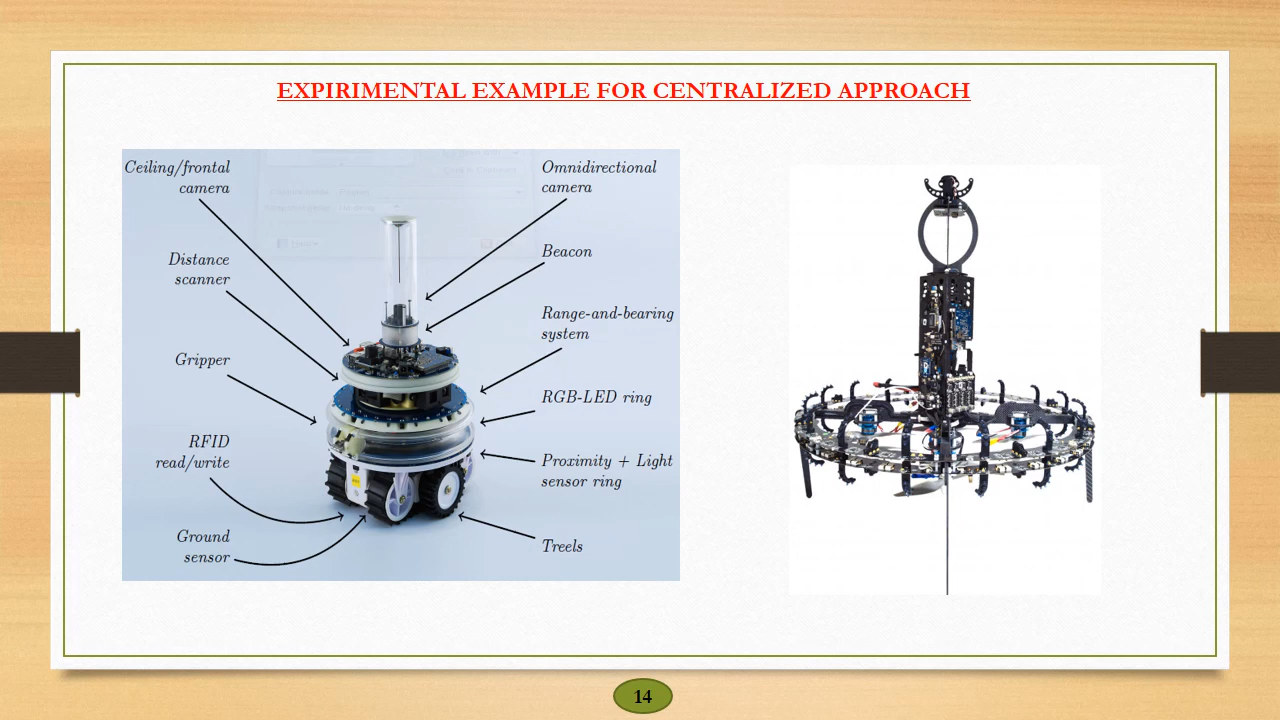 EXPIRIMENTAL EXAMPLE FOR CENTRALIZED APPROACH
Ceiling/frontal
camera
Distance
scanner
Gripper
RFID
read/write
Ground
sensor
Omnidirectional
camera
Beacon
Range-and-bearing
system
RGB-LED ring
Proximity + Light
sensor ring
Treels
14